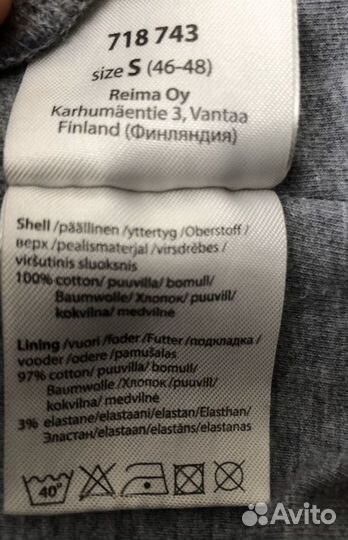 718 743
size S (46-48)
Reima Oy
Karhumäentie 3, Vantaa
Finland (Финляндия)
Shell /päällinen /yttertyg /Oberstoff /
верх /pealismaterjal /virsdrēbes /
viršutinis sluoksnis
100% cotton/ puuvilla/ bomull/
Baumwolle/ Хлопок/ puuvill/
kokvilna/ medvilnė
Lining /vuori /foder /Futter /подкладка /
vooder /odere /pamušalas
97% cotton/ puuvilla/ bomull/
Baumwolle /Хлопок/ puuvill/
kokvilna/ medvilnė
3% elastane/elastaani/elastan/Elasthan/
Эластан/elastaan/elastāns/elastanas
40°
Avito